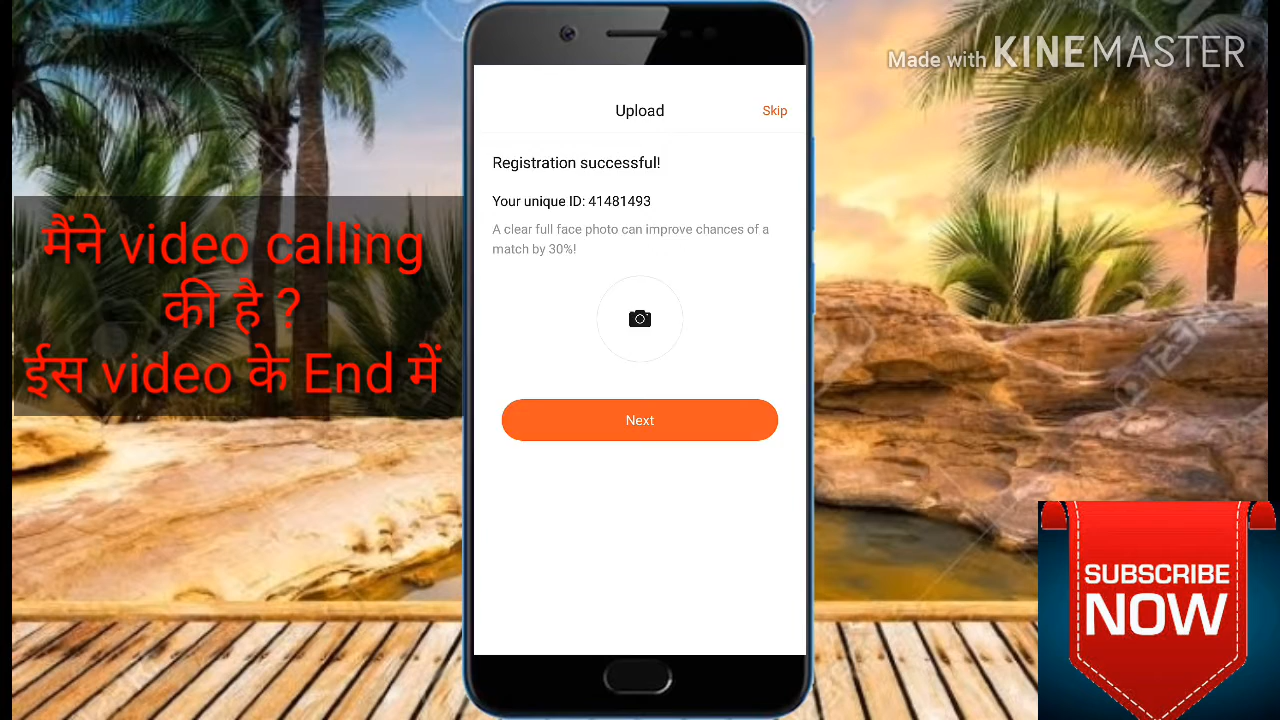 Made with KINEMASTER
Upload
Skip
Registration successful!
Your unique ID: 41481493
A clear full face photo can improve chances of a
match by 30%!
Next
मैंने video calling
की है ?
ईस video के End में
SUBSCRIBE
NOW
123RF